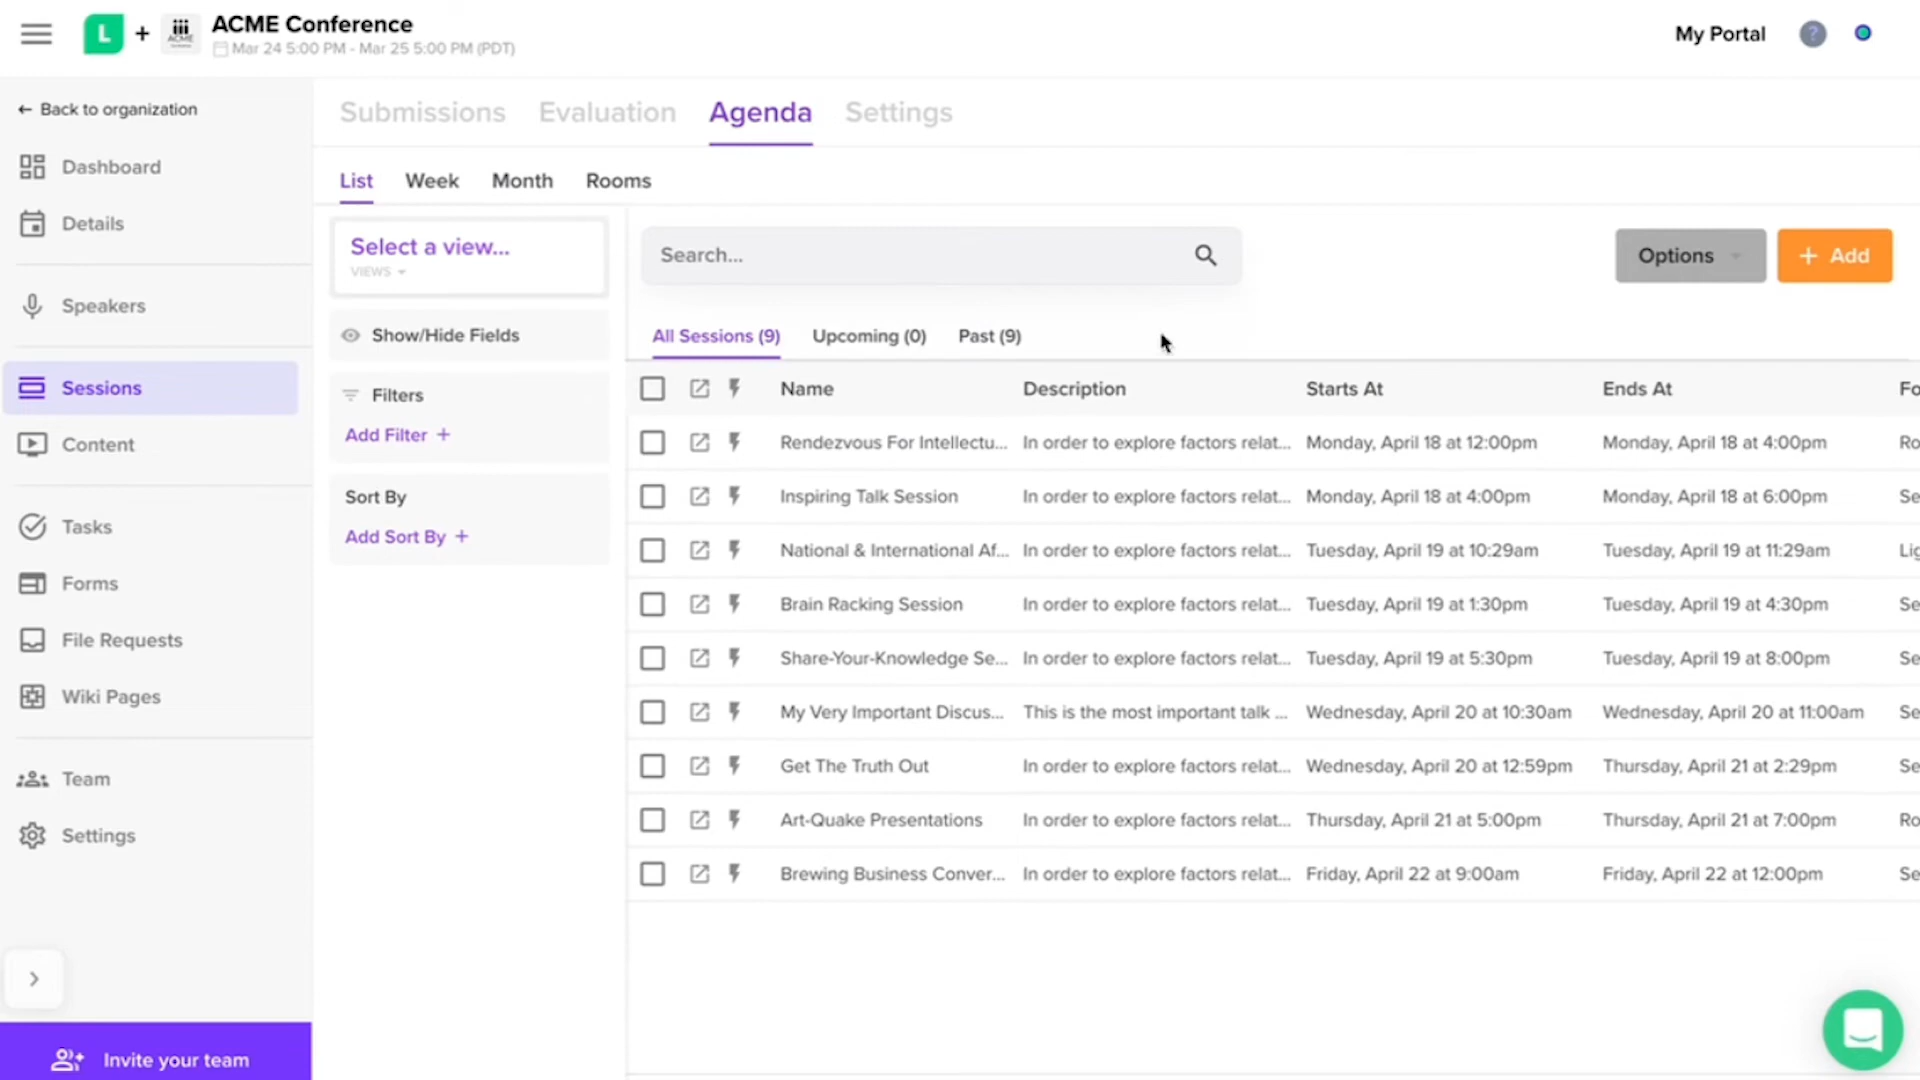 L + ACME ACME Conference
Mar 24 5:00 PM - Mar 25 5:00 PM (PDT)
My Portal ?
← Back to organization
Dashboard
Details
Speakers
Sessions
Content
Tasks
Forms
File Requests
Wiki Pages
Team
Settings
Invite your team
Submissions Evaluation Agenda Settings
List Week Month Rooms
Select a view...
VIEWS
Show/Hide Fields
Filters
Add Filter +
Sort By
Add Sort By +
Search...
Options + Add
All Sessions (9) Upcoming (0) Past (9)
Name Description Starts At Ends At Fo
Rendezvous For Intellectu... In order to explore factors relat... Monday, April 18 at 12:00pm Monday, April 18 at 4:00pm Ro
Inspiring Talk Session In order to explore factors relat... Monday, April 18 at 4:00pm Monday, April 18 at 6:00pm Se
National & International Af... In order to explore factors relat... Tuesday, April 19 at 10:29am Tuesday, April 19 at 11:29am Lig
Brain Racking Session In order to explore factors relat... Tuesday, April 19 at 1:30pm Tuesday, April 19 at 4:30pm Se
Share-Your-Knowledge Se... In order to explore factors relat... Tuesday, April 19 at 5:30pm Tuesday, April 19 at 8:00pm Se
My Very Important Discus... This is the most important talk ... Wednesday, April 20 at 10:30am Wednesday, April 20 at 11:00am Se
Get The Truth Out In order to explore factors relat... Wednesday, April 20 at 12:59pm Thursday, April 21 at 2:29pm Se
Art-Quake Presentations In order to explore factors relat... Thursday, April 21 at 5:00pm Thursday, April 21 at 7:00pm Ro
Brewing Business Conver... In order to explore factors relat... Friday, April 22 at 9:00am Friday, April 22 at 12:00pm Se